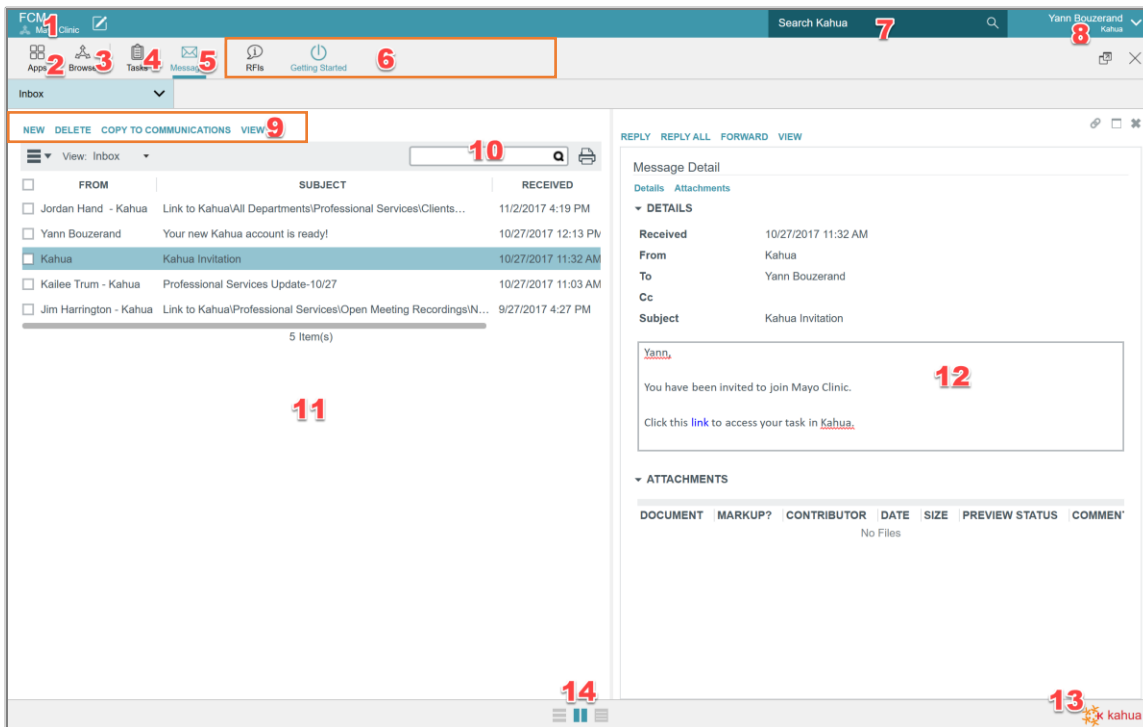 FCM 1
Mayo Clinic
Search Kahua 7
Yann Bouzerand
Kahua 8
Apps 2 Browse 3 Tasks 4 Messages 5 RFIs Getting Started 6
Inbox
NEW DELETE COPY TO COMMUNICATIONS VIEW 9
View: Inbox 10
FROM SUBJECT RECEIVED
Jordan Hand - Kahua Link to Kahua\All Departments\Professional Services\Clients... 11/2/2017 4:19 PM
Yann Bouzerand Your new Kahua account is ready! 10/27/2017 12:13 PM
Kahua Kahua Invitation 10/27/2017 11:32 AM
Kailee Trum - Kahua Professional Services Update-10/27 10/27/2017 11:03 AM
Jim Harrington - Kahua Link to Kahua\Professional Services\Open Meeting Recordings\N... 9/27/2017 4:27 PM
5 Item(s)
11
REPLY REPLY ALL FORWARD VIEW
Message Detail
Details Attachments
DETAILS
Received 10/27/2017 11:32 AM
From Kahua
To Yann Bouzerand
Cc
Subject Kahua Invitation
Yann,
12
You have been invited to join Mayo Clinic.
Click this link to access your task in Kahua.
ATTACHMENTS
DOCUMENT MARKUP? CONTRIBUTOR DATE SIZE PREVIEW STATUS COMMENT
No Files
14
13
kahua